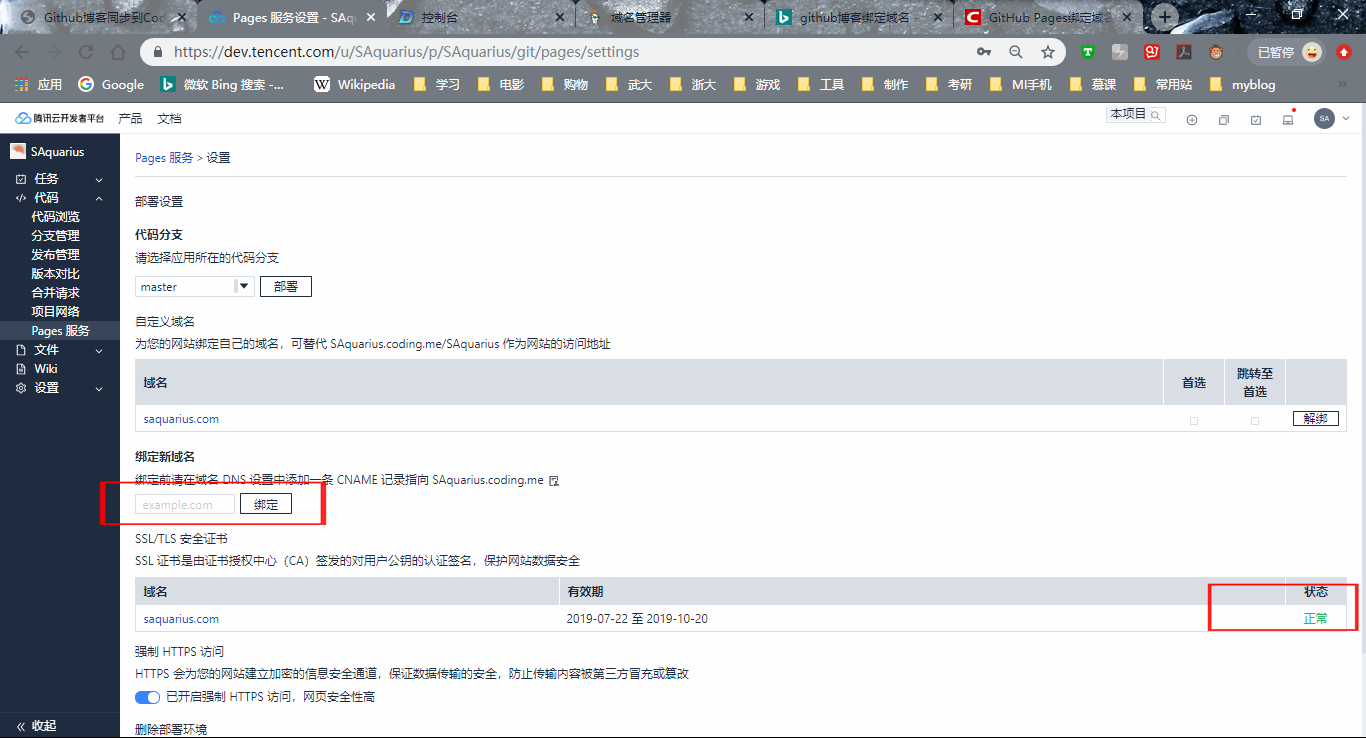 Github博客同步到Cod
Pages 服务设置 - SAqu
控制台
域名管理器
github博客绑定域名
GitHub Pages绑定域名
https://dev.tencent.com/u/SAquarius/p/SAquarius/git/pages/settings
已暂停
应用 Google 微软 Bing 搜索 -... Wikipedia 学习 电影 购物 武大 浙大 游戏 工具 制作 考研 MI手机 慕课 常用站 myblog
腾讯云开发者平台 产品 文档 本项目 SA
SAquarius
任务
代码
代码浏览
分支管理
发布管理
版本对比
合并请求
项目网络
Pages 服务
文件
Wiki
设置
收起
Pages 服务 > 设置
部署设置
代码分支
请选择应用所在的代码分支
master 部署
自定义域名
为您的网站绑定自己的域名，可替代 SAquarius.coding.me/SAquarius 作为网站的访问地址
域名 首选 跳转至首选
saquarius.com 解绑
绑定新域名
绑定前请在域名 DNS 设置中添加一条 CNAME 记录指向 SAquarius.coding.me
example.com 绑定
SSL/TLS 安全证书
SSL 证书是由证书授权中心（CA）签发的对用户公钥的认证签名，保护网站数据安全
域名 有效期 状态
saquarius.com 2019-07-22 至 2019-10-20 正常
强制 HTTPS 访问
HTTPS 会为您的网站建立加密的信息安全通道，保证数据传输的安全，防止传输内容被第三方冒充或篡改
已开启强制 HTTPS 访问，网页安全性高
删除部署环境